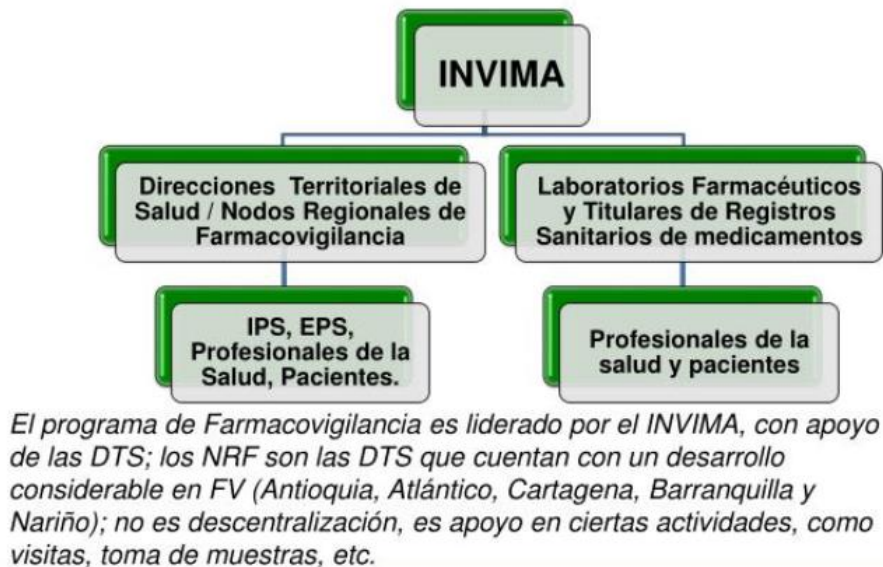 INVIMA
Direcciones Territoriales de
Salud / Nodos Regionales de
Farmacovigilancia
Laboratorios Farmacéuticos
y Titulares de Registros
Sanitarios de medicamentos
IPS, EPS,
Profesionales de la
Salud, Pacientes.
Profesionales de la
salud y pacientes
El programa de Farmacovigilancia es liderado por el INVIMA, con apoyo
de las DTS; los NRF son las DTS que cuentan con un desarrollo
considerable en FV (Antioquia, Atlántico, Cartagena, Barranquilla y
Nariño); no es descentralización, es apoyo en ciertas actividades, como
visitas, toma de muestras, etc.